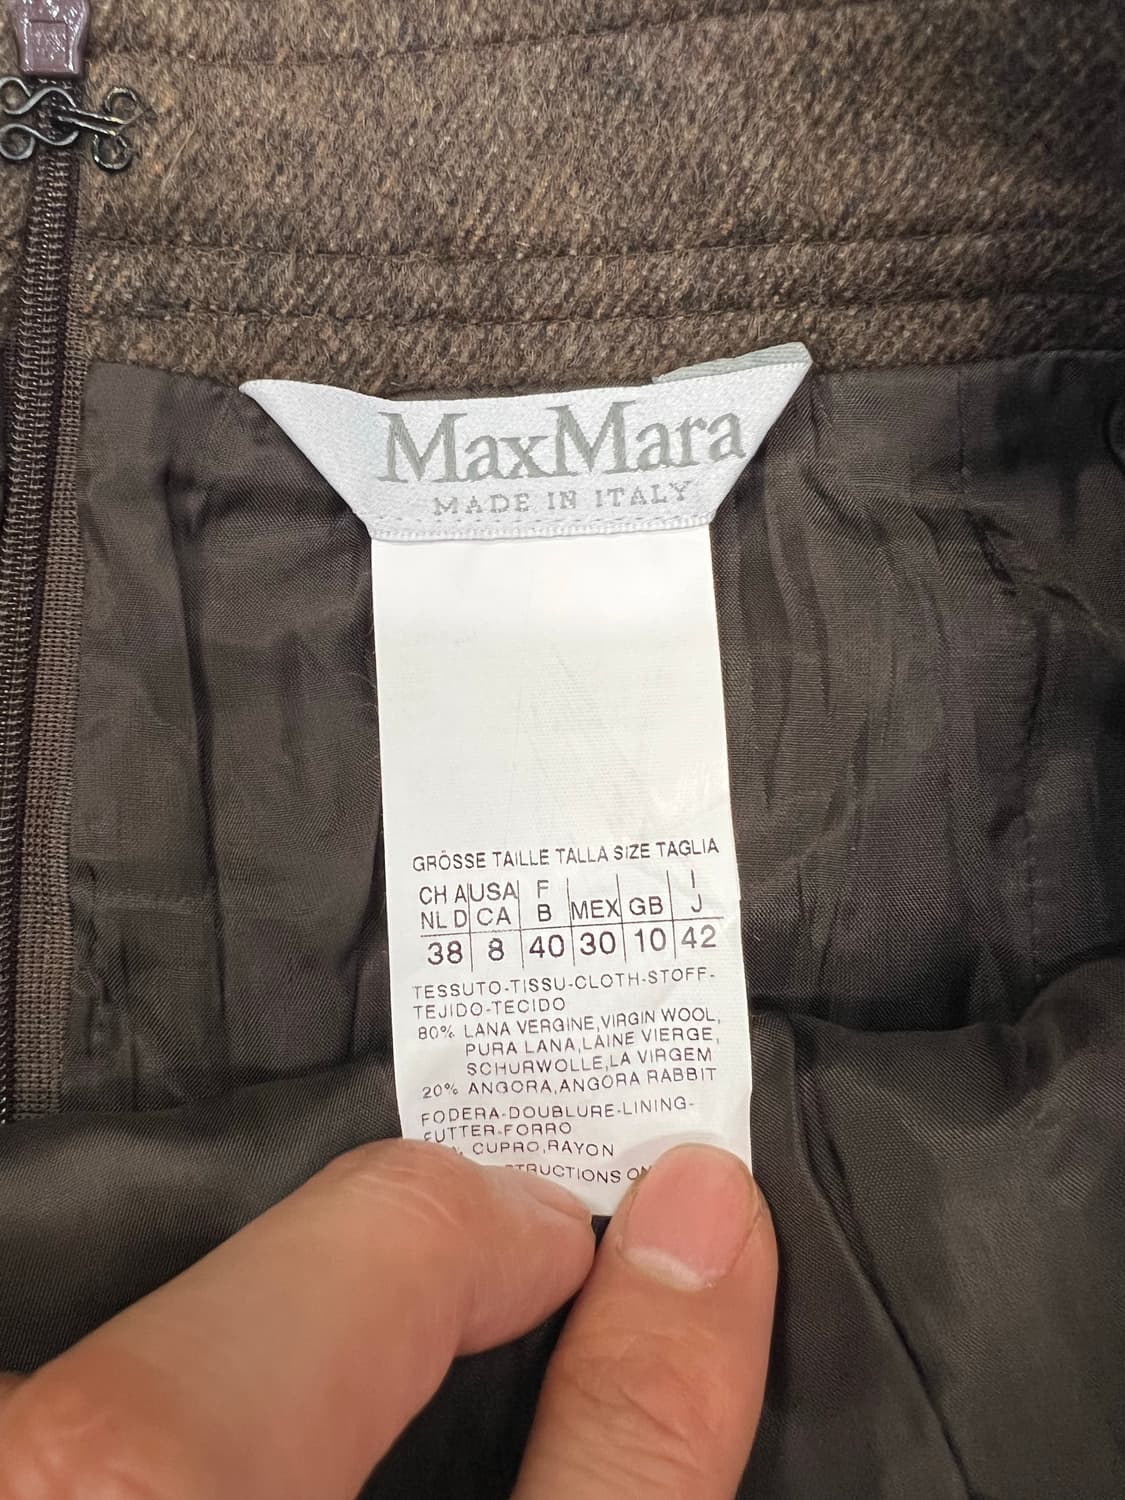 MaxMara
MADE IN ITALY
GRÖSSE TAILLE TALLA SIZE TAGLIA
CH A USA F MEX GB I
NL D CA B J
38 8 40 30 10 42
TESSUTO-TISSU-CLOTH-STOFF-
TEJIDO-TECIDO
80% LANA VERGINE,VIRGIN WOOL,
PURA LANA,LAINE VIERGE,
SCHURWOLLE,LA VIRGEM
20% ANGORA,ANGORA RABBIT
FODERA-DOUBLURE-LINING-
FUTTER-FORRO
CUPRO,RAYON